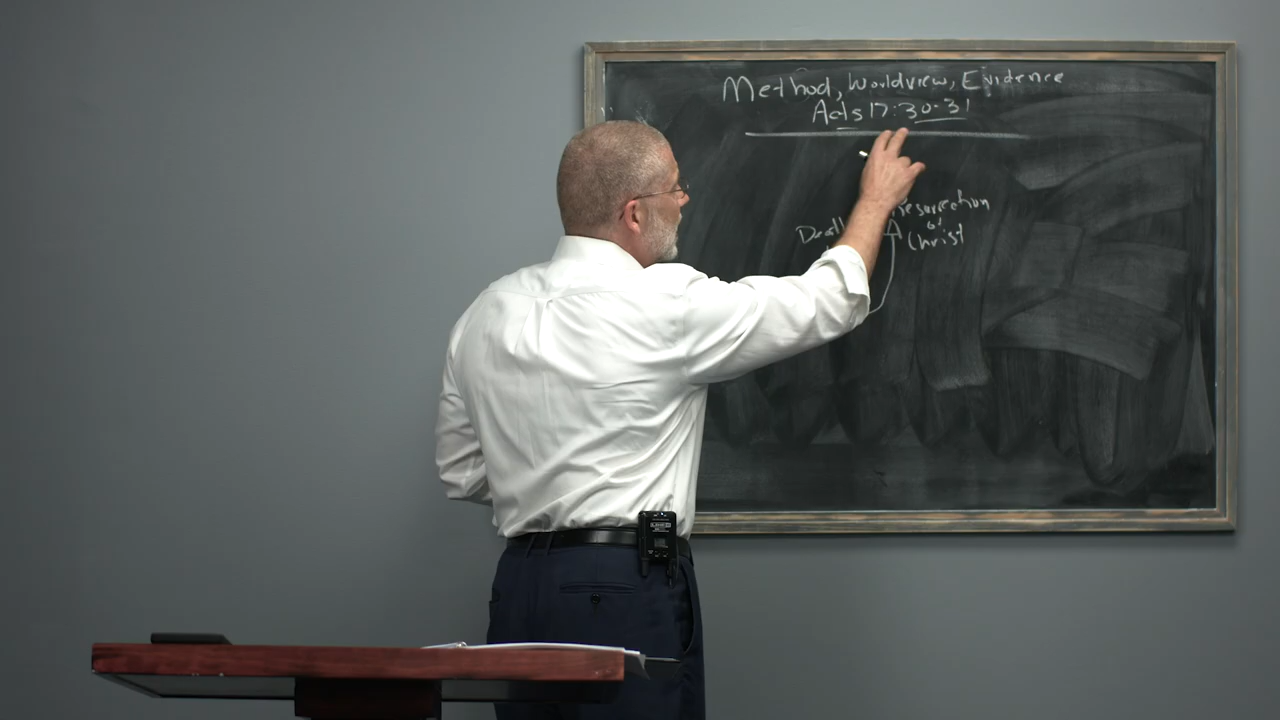 Method, Worldview, Evidence
Acts 17:30-31
Resurrection
of
Christ